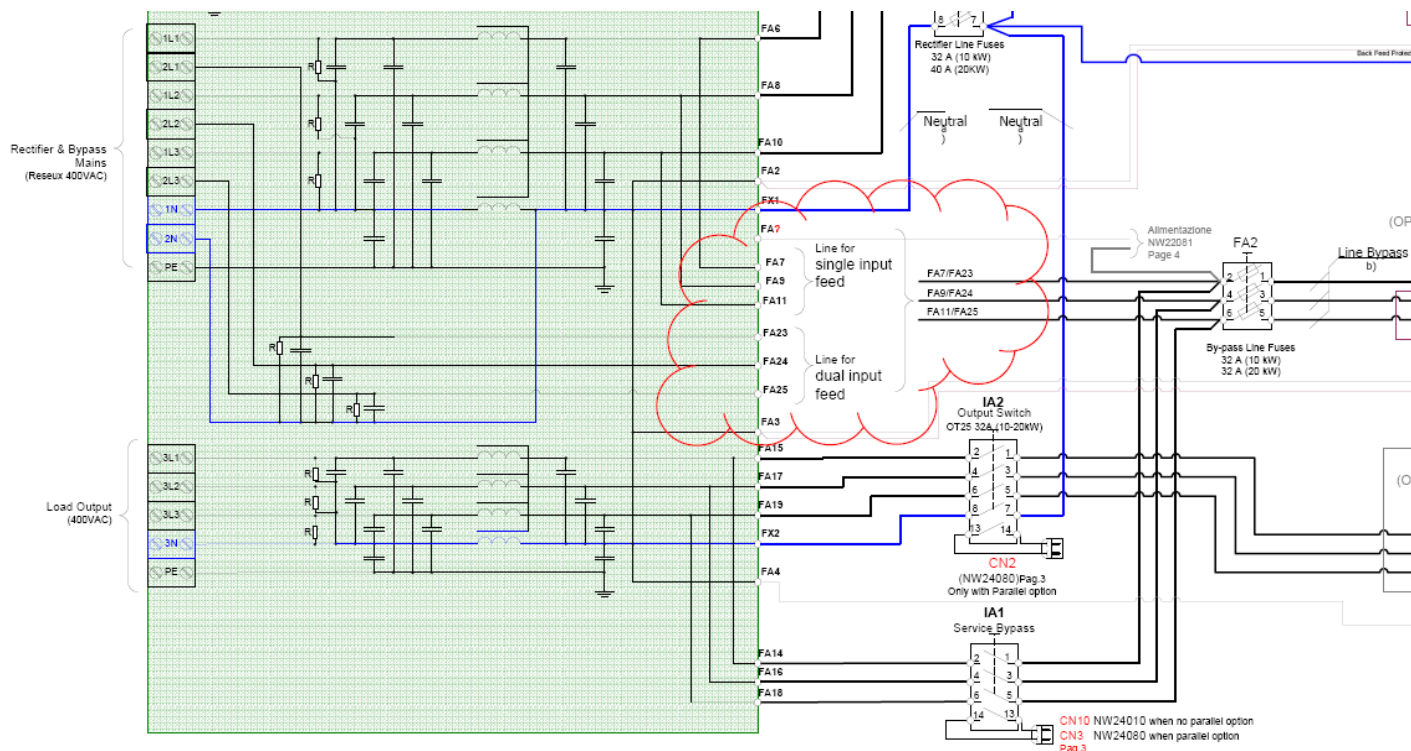 Rectifier & Bypass
Mains
(Reseux 400VAC)
1L1
2L1
1L2
2L2
1L3
2L3
1N
2N
PE
R
R
R
R
R
R
FA6
FA8
FA10
FA2
FX1
FA?
FA7
FA9
FA11
FA23
FA24
FA25
FA3
Line for
single input
feed
Line for
dual input
feed
8 7
Rectifier Line Fuses
32 A (10 kW)
40 A (20KW)
Neutral
a
)
Neutral
a
)
Back Feed Protec
Alimentazione
NW22081
Page 4
FA7/FA23
FA9/FA24
FA11/FA25
(OP
FA2
2 1
4 3
6 5
Line Bypass
b)
By-pass Line Fuses
32 A (10 kW)
32 A (20 kW)
Load Output
(400VAC)
3L1
3L2
3L3
3N
PE
R
R
R
FA15
FA17
FA19
FX2
FA4
IA2
Output Switch
OT25 32A (10-20kW)
2 1
4 3
6 5
8 7
13 14
CN2
(NW24080)Pag.3
Only with Parallel option
(O
IA1
Service Bypass
FA14
FA16
FA18
2 1
4 3
6 5
14 13
CN10 NW24010 when no parallel option
CN3 NW24080 when parallel option
Pag.3